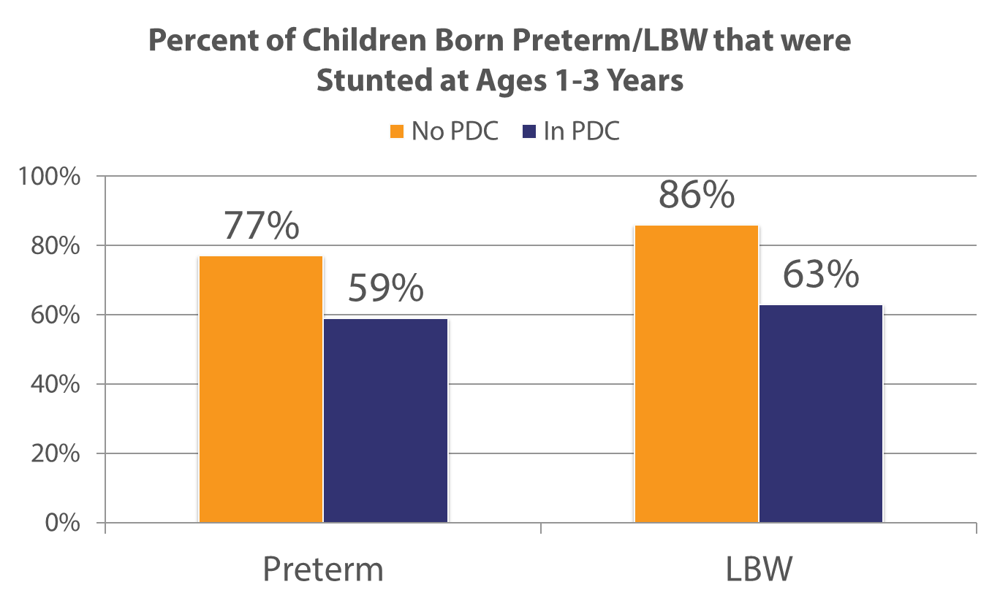 Percent of Children Born Preterm/LBW that were
Stunted at Ages 1-3 Years
No PDC In PDC
100%
80%
60%
40%
20%
0%
77%
59%
86%
63%
Preterm
LBW